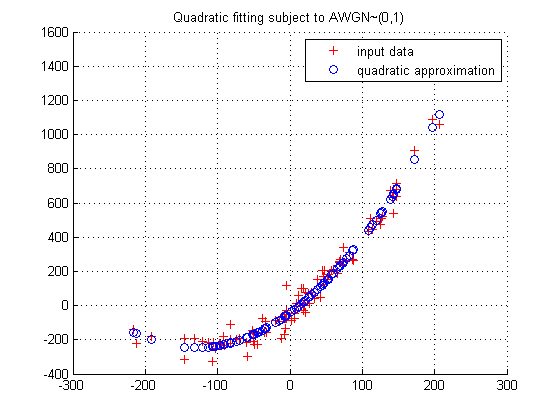 Quadratic fitting subject to AWGN~(0,1)
input data
quadratic approximation
1600
1400
1200
1000
800
600
400
200
0
-200
-400
-300 -200 -100 0 100 200 300